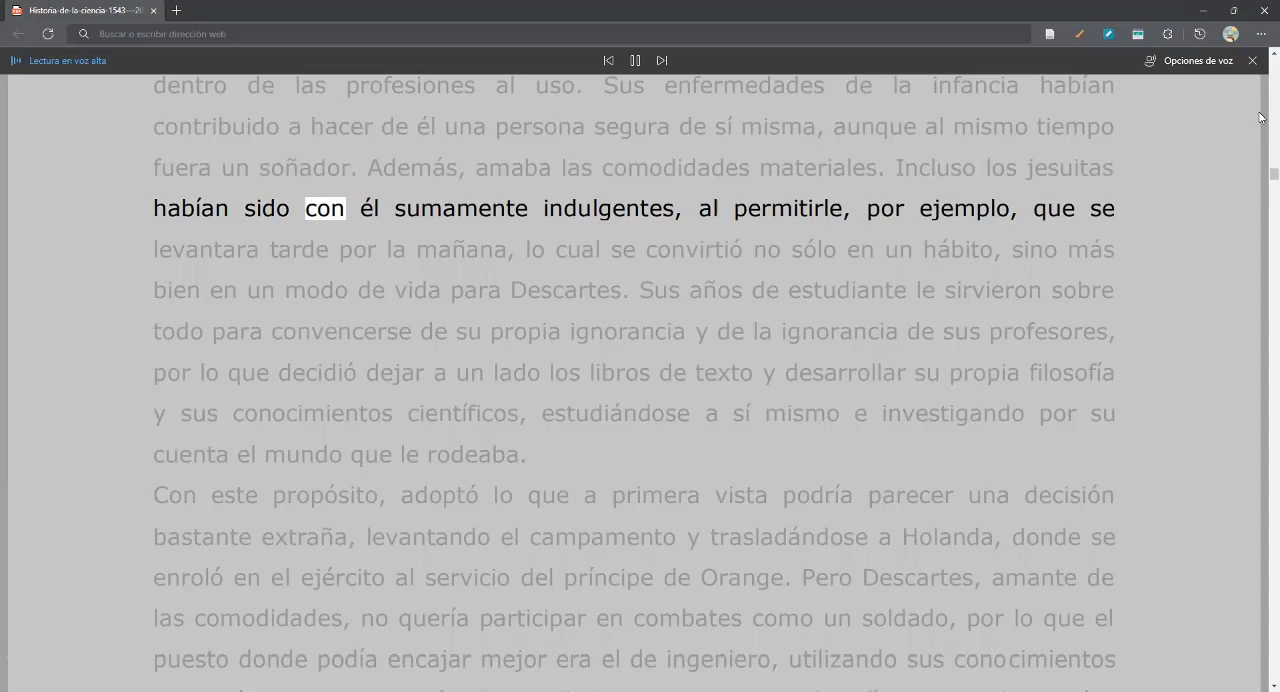 Historia-de-la-ciencia-1543---20
Buscar o escribir dirección web
Lectura en voz alta
Opciones de voz
dentro de las profesiones al uso. Sus enfermedades de la infancia habían
contribuido a hacer de él una persona segura de sí misma, aunque al mismo tiempo
fuera un soñador. Además, amaba las comodidades materiales. Incluso los jesuitas
habían sido con él sumamente indulgentes, al permitirle, por ejemplo, que se
levantara tarde por la mañana, lo cual se convirtió no sólo en un hábito, sino más
bien en un modo de vida para Descartes. Sus años de estudiante le sirvieron sobre
todo para convencerse de su propia ignorancia y de la ignorancia de sus profesores,
por lo que decidió dejar a un lado los libros de texto y desarrollar su propia filosofía
y sus conocimientos científicos, estudiándose a sí mismo e investigando por su
cuenta el mundo que le rodeaba.
Con este propósito, adoptó lo que a primera vista podría parecer una decisión
bastante extraña, levantando el campamento y trasladándose a Holanda, donde se
enroló en el ejército al servicio del príncipe de Orange. Pero Descartes, amante de
las comodidades, no quería participar en combates como un soldado, por lo que el
puesto donde podía encajar mejor era el de ingeniero, utilizando sus conocimientos